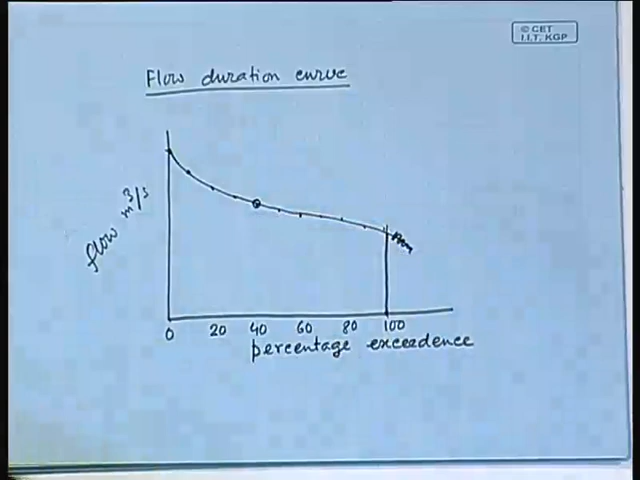 © CET
I.I.T. KGP
Flow duration curve
flow m³/s
0 20 40 60 80 100
percentage exceedence